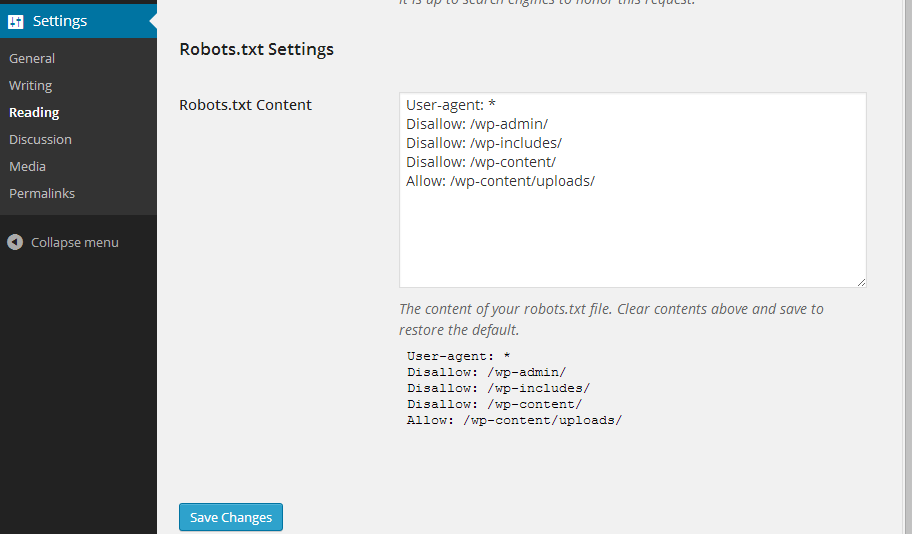 it is up to search engines to honor this request.
Settings
General
Writing
Reading
Discussion
Media
Permalinks
Collapse menu
Robots.txt Settings
Robots.txt Content
User-agent: *
Disallow: /wp-admin/
Disallow: /wp-includes/
Disallow: /wp-content/
Allow: /wp-content/uploads/
The content of your robots.txt file. Clear contents above and save to
restore the default.
User-agent: *
Disallow: /wp-admin/
Disallow: /wp-includes/
Disallow: /wp-content/
Allow: /wp-content/uploads/
Save Changes